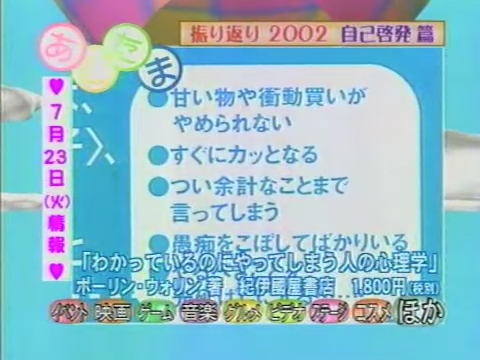 振り返り 2002 自己啓発 篇
あたま
♥7月23日(火)情報♥
●甘い物や衝動買いが
やめられない
●すぐにカッとなる
●つい余計なことまで
言ってしまう
●愚痴をこぼしてばかりいる
「わかっているのにやってしまう人の心理学」
ポーリン・ウォリン:著 紀伊國屋書店 1,800円(税別)
イベント 映画 ゲーム 音楽 グルメ ビデオ ステージ コスメ ほか